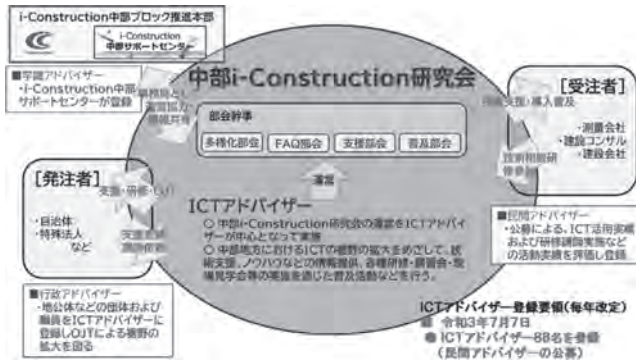 i-Construction中部ブロック推進本部
i-Construction
中部サポートセンター
■学識アドバイザー
・i-Construction中部
サポートセンターが登録
中部i-Construction研究会
部会幹事
多様化部会
FAQ部会
支援部会
普及部会
運営
[受注者]
・測量会社
・建設コンサル
・建設会社
[発注者]
・自治体
・特殊法人
など
ICTアドバイザー
○ 中部i-Construction研究会の運営をICTアドバイ
ザーが中心となって実施
○ 中部地方におけるICTの裾野の拡大をめざして、技
術支援、ノウハウなどの情報提供、各種研修・講習会・現
場見学会等の実施を通じた普及活動などを行う。
■民間アドバイザー
・公募による、ICT活用実績
および研修講師実施など
の活動実績を評価し登録
■行政アドバイザー
・地公体などの団体および
職員をICTアドバイザーに
登録しOJTによる裾野の
拡大を図る
ICTアドバイザー登録要領(毎年改定)
令和3年7月7日
ICTアドバイザー88名を登録
(民間アドバイザーの公募)